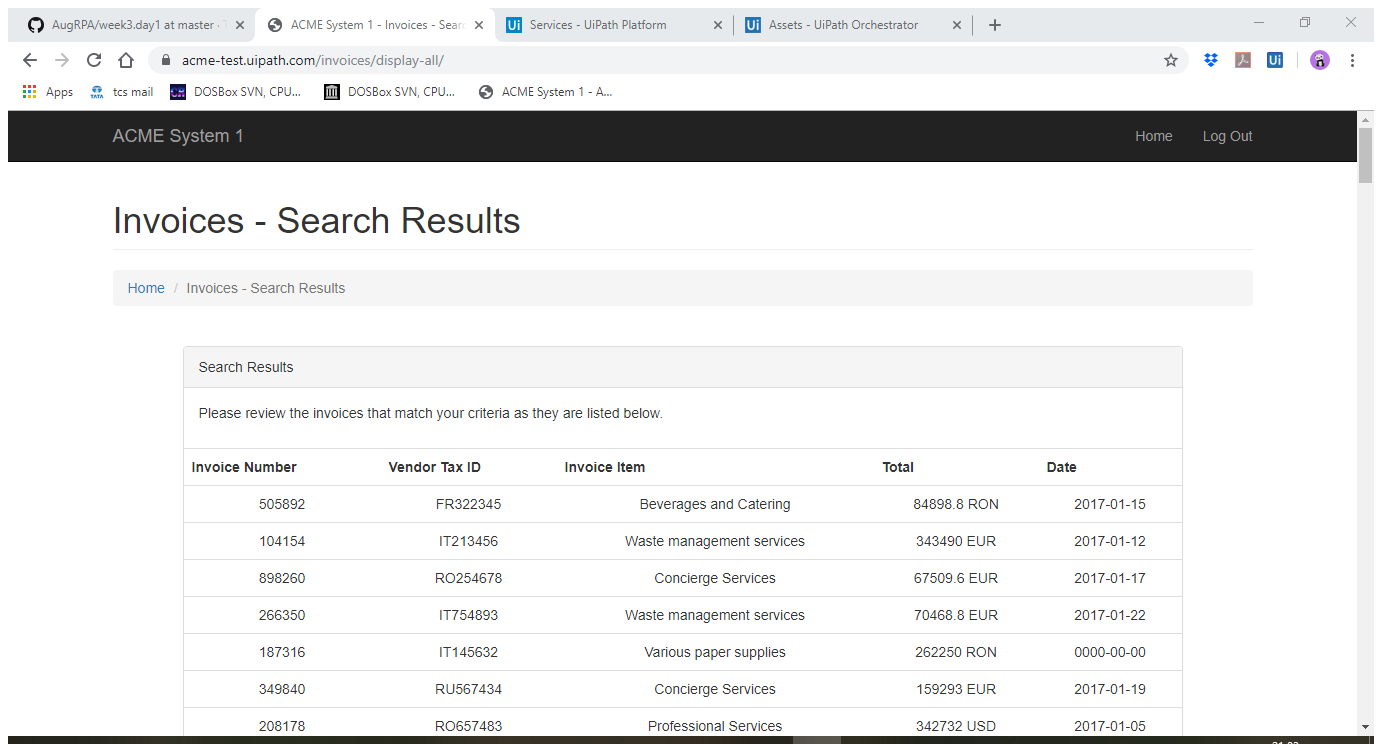 AugRPA/week3.day1 at master ·
ACME System 1 - Invoices - Searc
Services - UiPath Platform
Assets - UiPath Orchestrator
acme-test.uipath.com/invoices/display-all/
Apps
TATA
tcs mail
DOSBox SVN, CPU...
DOSBox SVN, CPU...
ACME System 1 - A...
ACME System 1 Home Log Out
Invoices - Search Results
Home / Invoices - Search Results
Search Results
Please review the invoices that match your criteria as they are listed below.
Invoice Number Vendor Tax ID Invoice Item Total Date
505892 FR322345 Beverages and Catering 84898.8 RON 2017-01-15
104154 IT213456 Waste management services 343490 EUR 2017-01-12
898260 RO254678 Concierge Services 67509.6 EUR 2017-01-17
266350 IT754893 Waste management services 70468.8 EUR 2017-01-22
187316 IT145632 Various paper supplies 262250 RON 0000-00-00
349840 RU567434 Concierge Services 159293 EUR 2017-01-19
208178 RO657483 Professional Services 342732 USD 2017-01-05